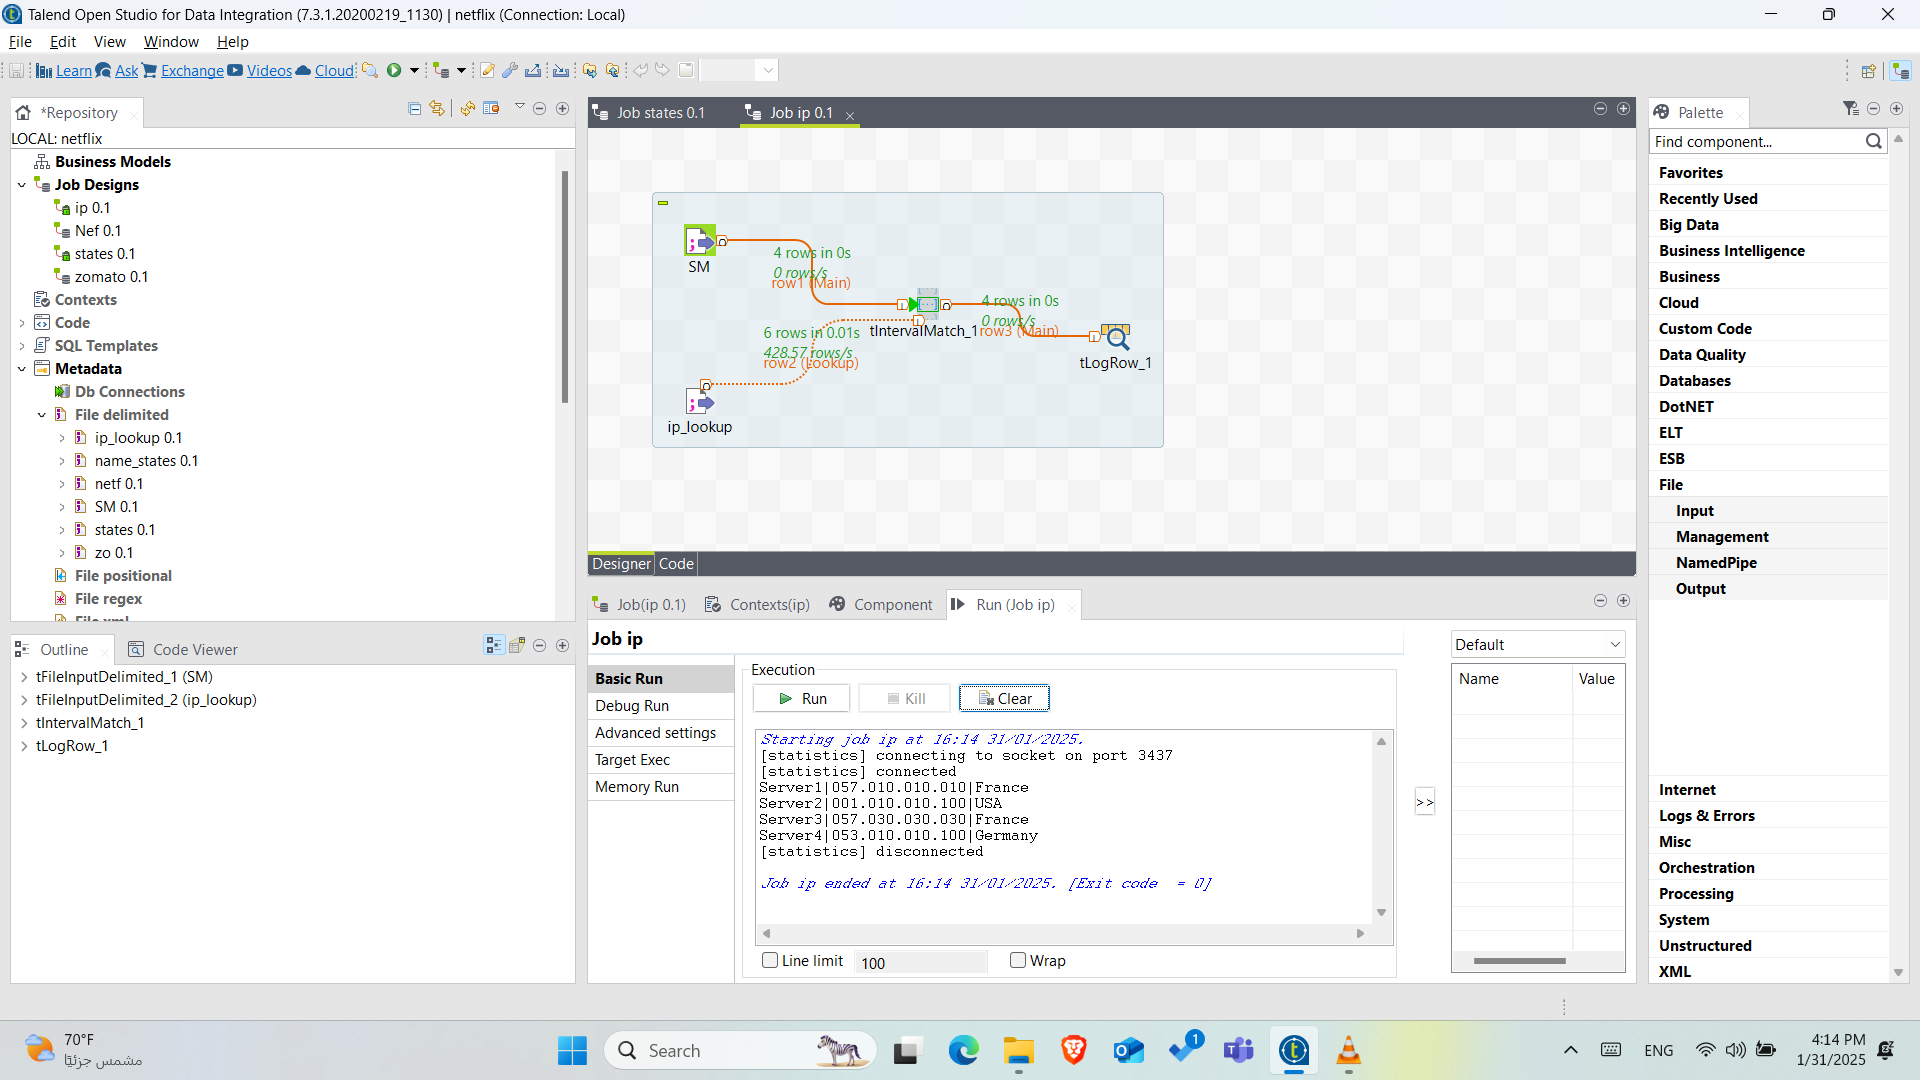 Talend Open Studio for Data Integration (7.3.1.20200219_1130) | netflix (Connection: Local)
File Edit View Window Help
Learn Ask Exchange Videos Cloud
*Repository
LOCAL: netflix
Business Models
Job Designs
ip 0.1
Nef 0.1
states 0.1
zomato 0.1
Contexts
Code
SQL Templates
Metadata
Db Connections
File delimited
ip_lookup 0.1
name_states 0.1
netf 0.1
SM 0.1
states 0.1
zo 0.1
File positional
File regex
File xml
Outline
Code Viewer
tFileInputDelimited_1 (SM)
tFileInputDelimited_2 (ip_lookup)
tIntervalMatch_1
tLogRow_1
Job states 0.1
Job ip 0.1
SM
4 rows in 0s
0 rows/s
row1 (Main)
tIntervalMatch_1
4 rows in 0s
0 rows/s
row3 (Main)
tLogRow_1
6 rows in 0.01s
428.57 rows/s
row2 (Lookup)
ip_lookup
Designer Code
Job(ip 0.1)
Contexts(ip)
Component
Run (Job ip)
Job ip
Basic Run
Debug Run
Advanced settings
Target Exec
Memory Run
Execution
Run
Kill
Clear
Starting job ip at 16:14 31/01/2025.
[statistics] connecting to socket on port 3437
[statistics] connected
Server1|057.010.010.010|France
Server2|001.010.010.100|USA
Server3|057.030.030.030|France
Server4|053.010.010.100|Germany
[statistics] disconnected
Job ip ended at 16:14 31/01/2025. [Exit code  = 0]
Line limit
100
Wrap
>>
Default
Name Value
Palette
Find component...
Favorites
Recently Used
Big Data
Business Intelligence
Business
Cloud
Custom Code
Data Quality
Databases
DotNET
ELT
ESB
File
Input
Management
NamedPipe
Output
Internet
Logs & Errors
Misc
Orchestration
Processing
System
Unstructured
XML
70°F
مشمس جزئيًا
Search
1
ENG
4:14 PM
1/31/2025